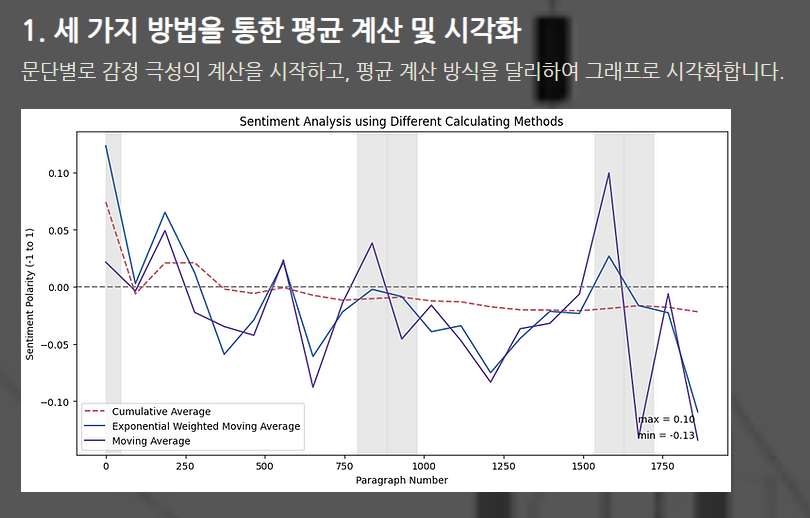 1. 세 가지 방법을 통한 평균 계산 및 시각화
문단별로 감정 극성의 계산을 시작하고, 평균 계산 방식을 달리하여 그래프로 시각화합니다.
Sentiment Analysis using Different Calculating Methods
Sentiment Polarity (-1 to 1)
0.10
0.05
0.00
−0.05
−0.10
Cumulative Average
Exponential Weighted Moving Average
Moving Average
max = 0.10
min = -0.13
0 250 500 750 1000 1250 1500 1750
Paragraph Number